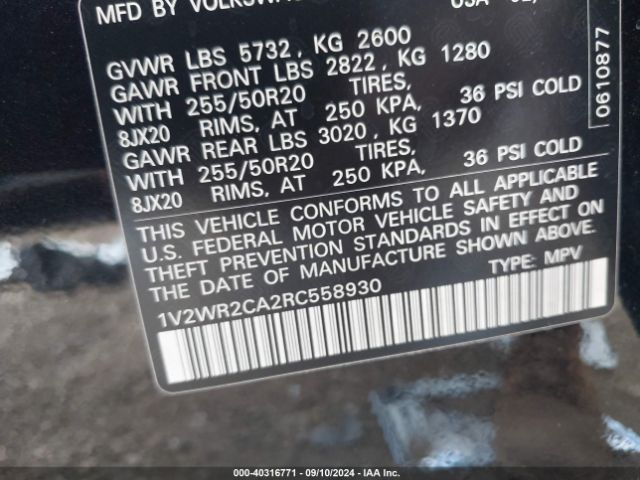 MFD BY VOLKSWA
USA
GVWR LBS 5732, KG 2600
GAWR FRONT LBS 2822, KG 1280
WITH 255/50R20 TIRES,
8JX20 RIMS, AT 250 KPA, 36 PSI COLD
GAWR REAR LBS 3020, KG 1370
WITH 255/50R20 TIRES,
8JX20 RIMS, AT 250 KPA, 36 PSI COLD
THIS VEHICLE CONFORMS TO ALL APPLICABLE
U.S. FEDERAL MOTOR VEHICLE SAFETY AND
THEFT PREVENTION STANDARDS IN EFFECT ON
THE DATE OF MANUFACTURE SHOWN ABOVE.
1V2WR2CA2RC558930 TYPE: MPV
0610877
000-40316771 - 09/10/2024 - IAA Inc.